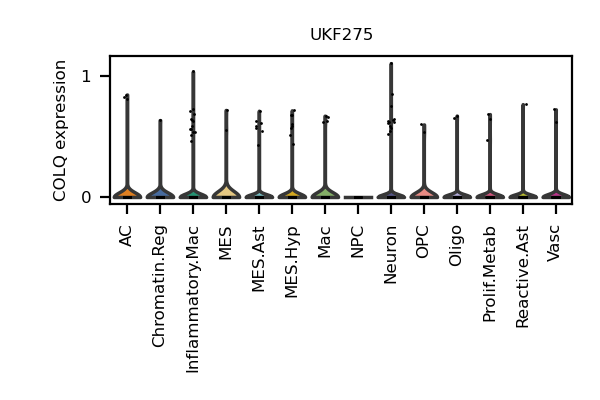 UKF275
COLQ expression
1
0
AC
Chromatin.Reg
Inflammatory.Mac
MES
MES.Ast
MES.Hyp
Mac
NPC
Neuron
OPC
Oligo
Prolif.Metab
Reactive.Ast
Vasc